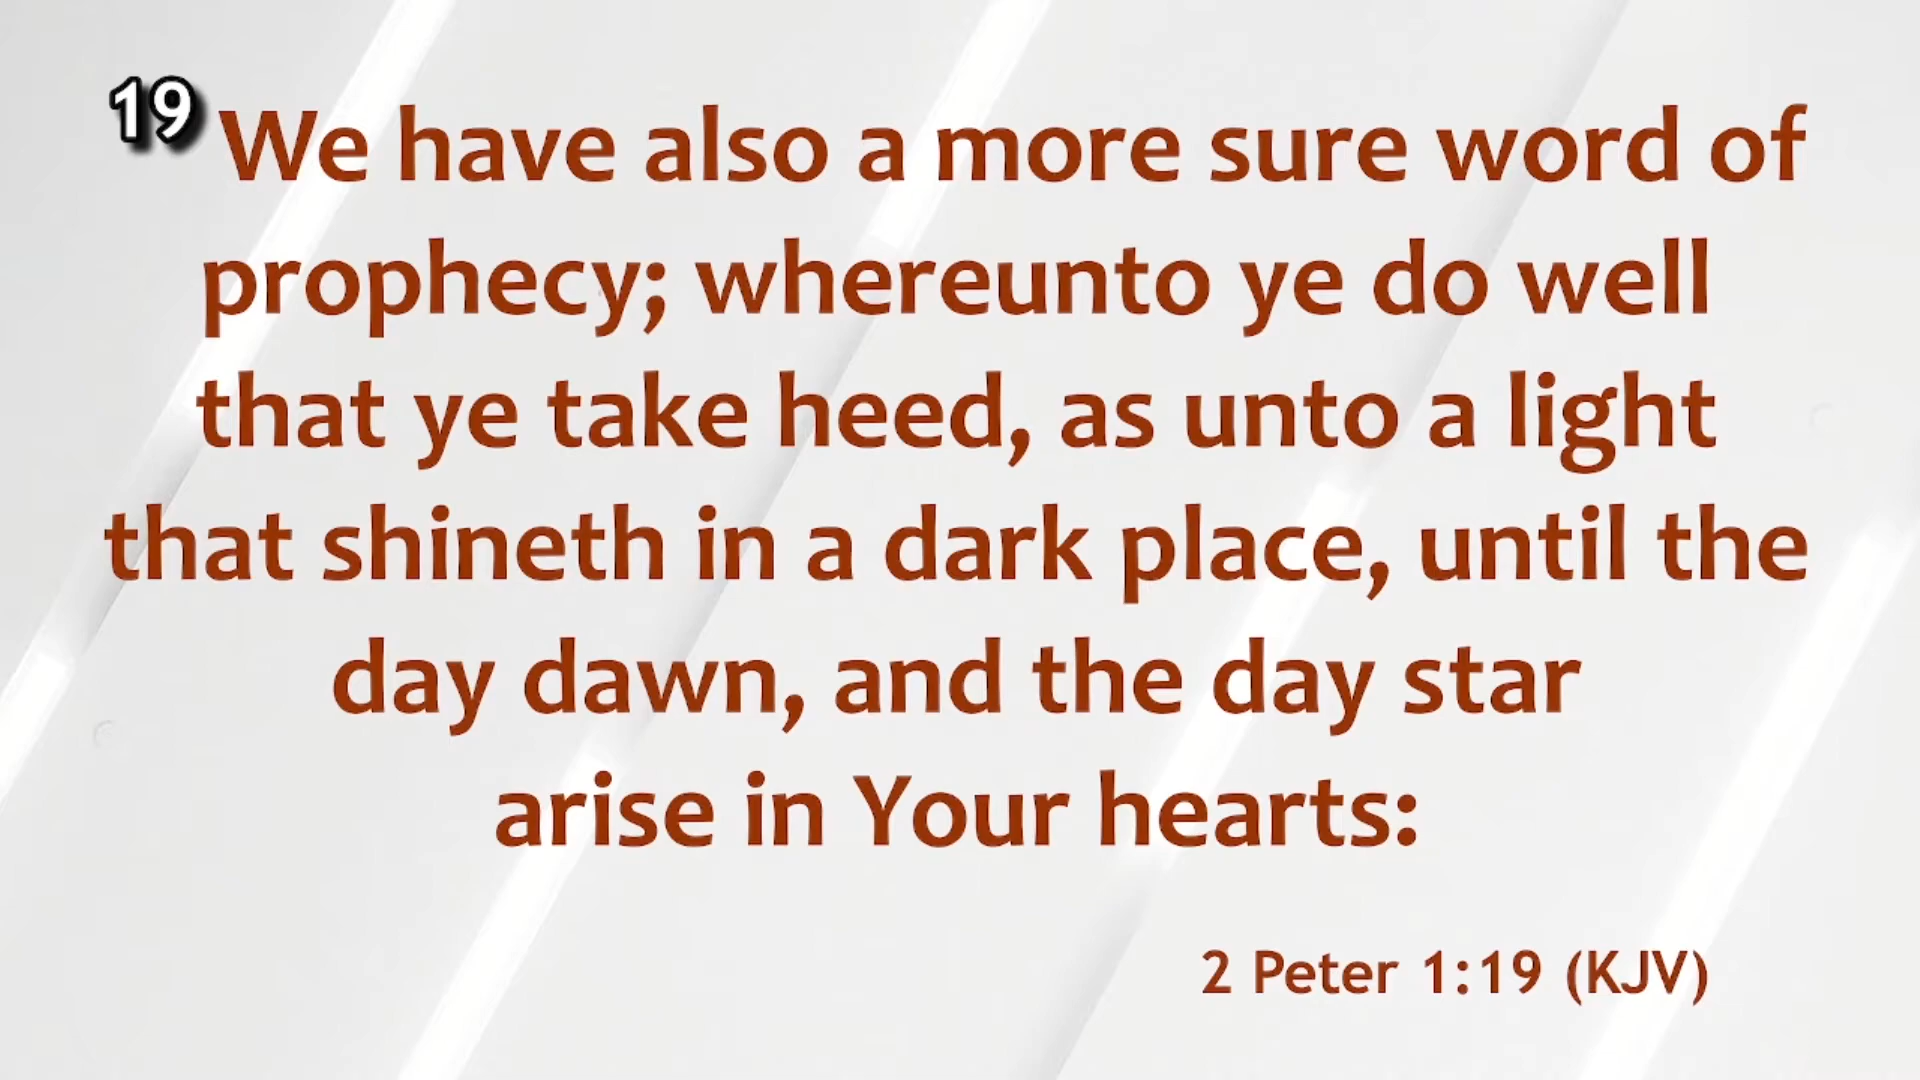 19 We have also a more sure word of
prophecy; whereunto ye do well
that ye take heed, as unto a light
that shineth in a dark place, until the
day dawn, and the day star
arise in Your hearts:
2 Peter 1:19 (KJV)